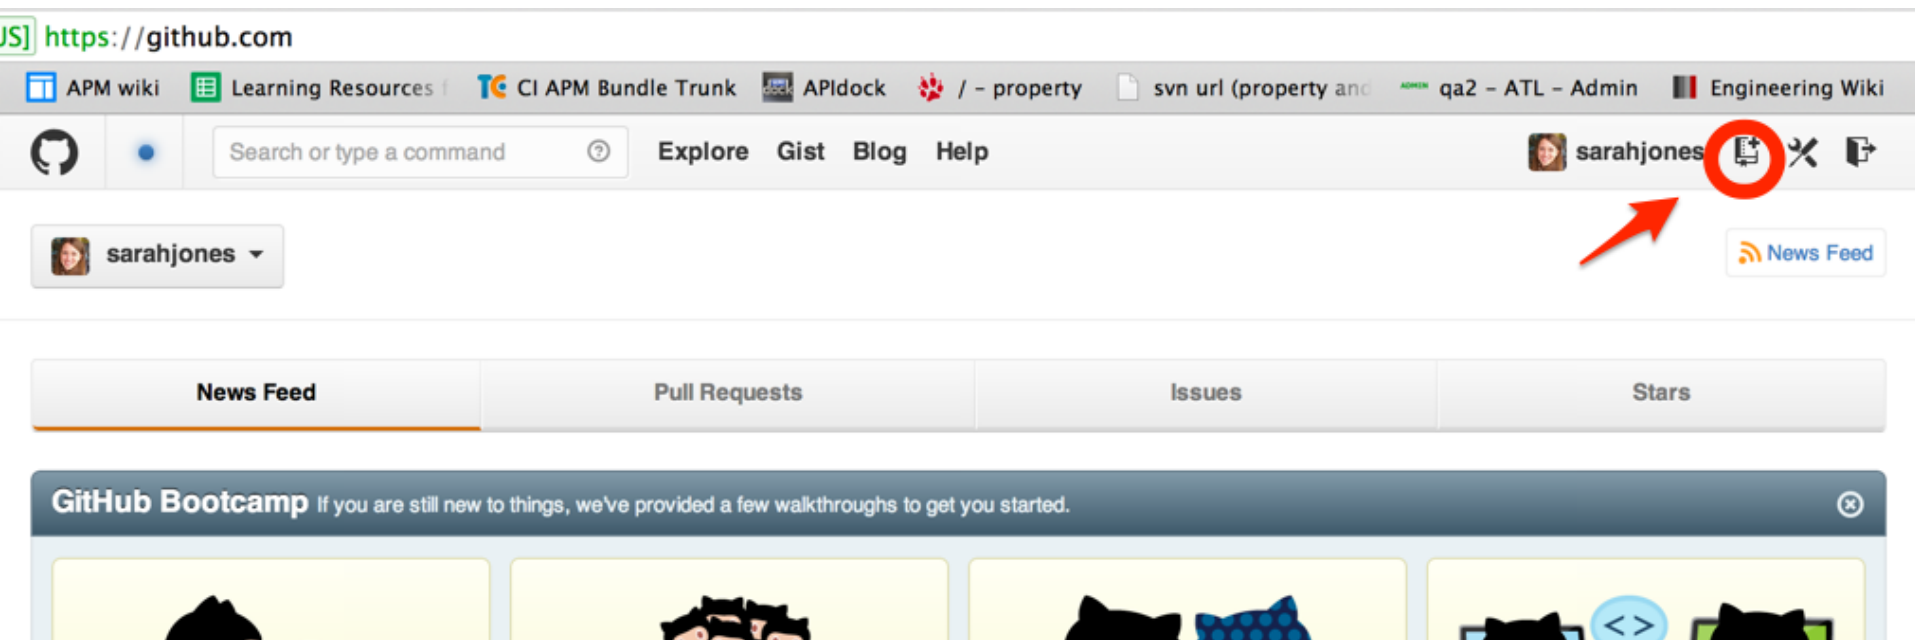 US] https://github.com
APM wiki Learning Resources CI APM Bundle Trunk APIdock / - property svn url (property and qa2 - ATL - Admin Engineering Wiki
Search or type a command Explore Gist Blog Help sarahjones
sarahjones News Feed
News Feed Pull Requests Issues Stars
GitHub Bootcamp If you are still new to things, we've provided a few walkthroughs to get you started.
<>